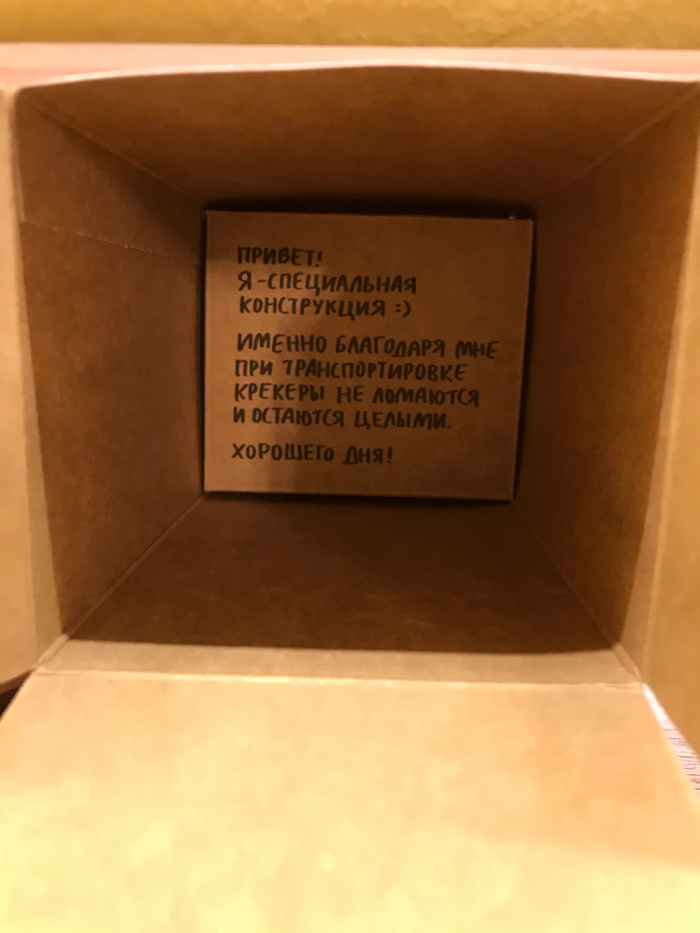 ПРИВЕТ!
Я-СПЕЦИАЛЬНАЯ
КОНСТРУКЦИЯ :)
ИМЕННО БЛАГОДАРЯ МНЕ
ПРИ ТРАНСПОРТИРОВКЕ
КРЕКЕРЫ НЕ ЛОМАЮТСЯ
И ОСТАЮТСЯ ЦЕЛЫМИ.
ХОРОШЕГО ДНЯ!